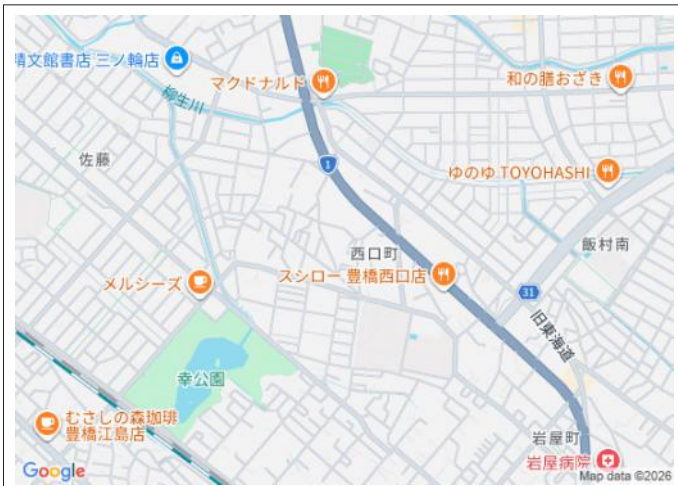 精文館書店 三ノ輪店
マクドナルド
和の膳おざき
柳生川
佐藤
1
ゆのゆ TOYOHASHI
飯村南
西口町
スシロー 豊橋西口店
メルシーズ
31
旧東海道
幸公園
むさしの森珈琲
豊橋江島店
岩屋町
岩屋病院
Google
Map data ©2026